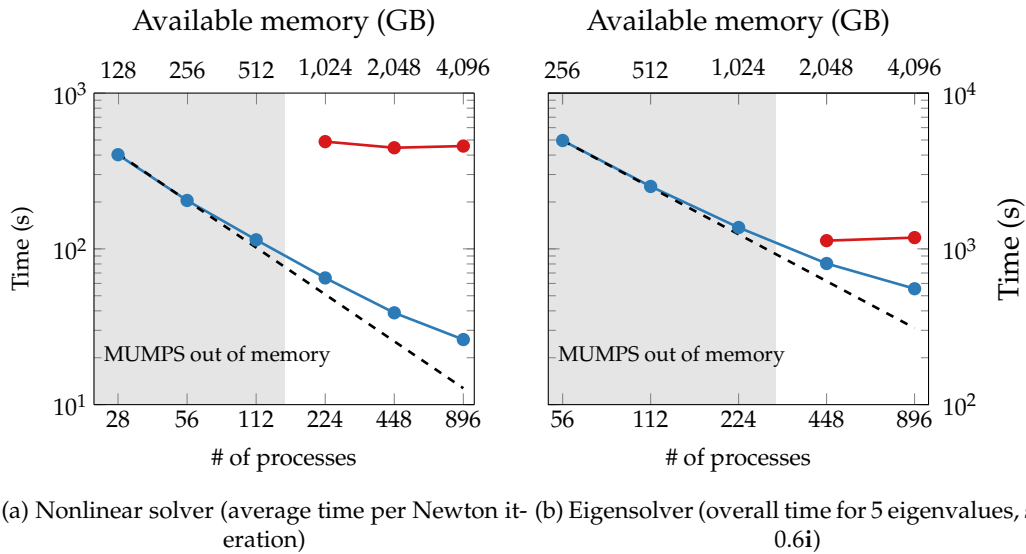 Available memory (GB)
128 256 512 1,024 2,048 4,096
10^3
10^2
10^1
Time (s)
MUMPS out of memory
28 56 112 224 448 896
# of processes
(a) Nonlinear solver (average time per Newton it-
eration)
Available memory (GB)
256 512 1,024 2,048 4,096
10^4
10^3
10^2
Time (s)
MUMPS out of memory
56 112 224 448 896
# of processes
(b) Eigensolver (overall time for 5 eigenvalues,
0.6i)